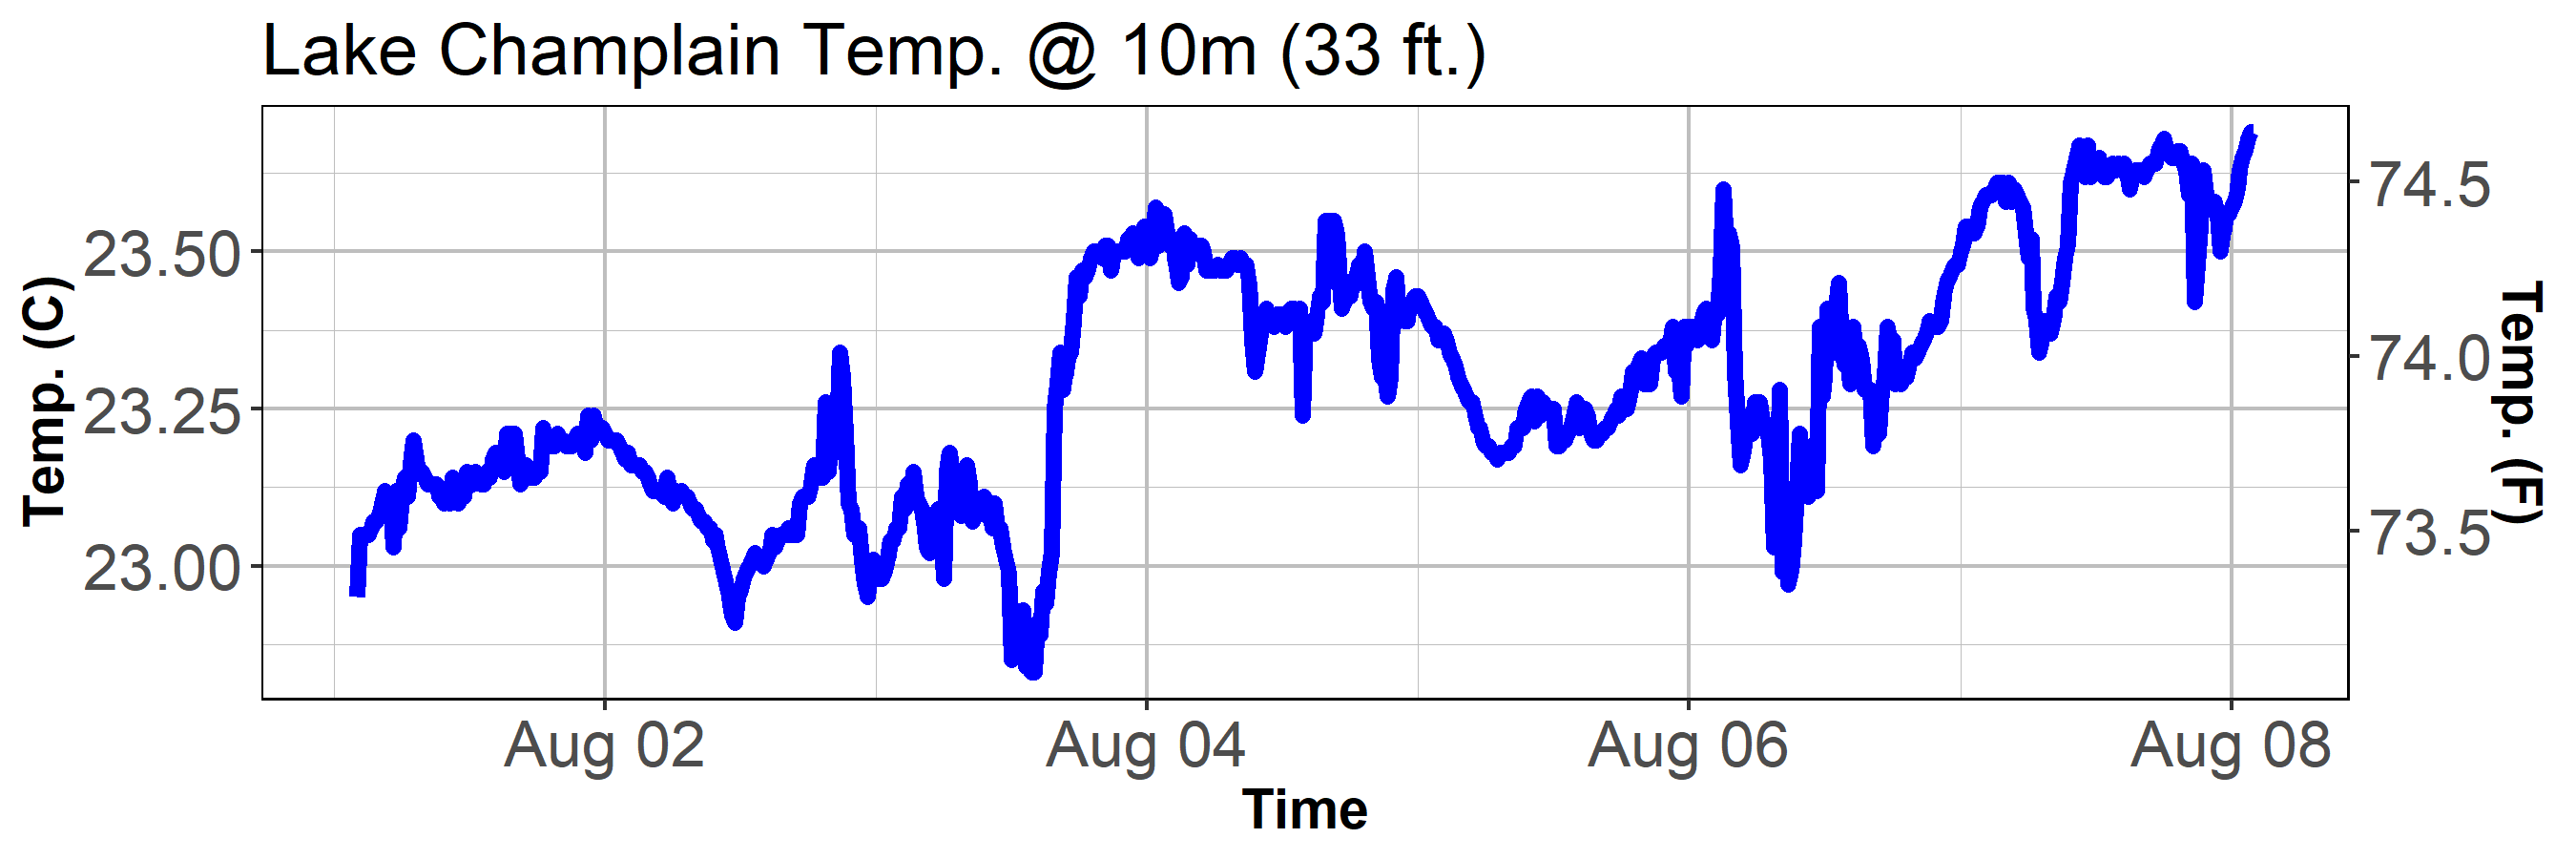 Lake Champlain Temp. @ 10m (33 ft.)
Temp. (C)
23.50
23.25
23.00
74.5
74.0
73.5
Temp. (F)
Aug 02 Aug 04 Aug 06 Aug 08
Time